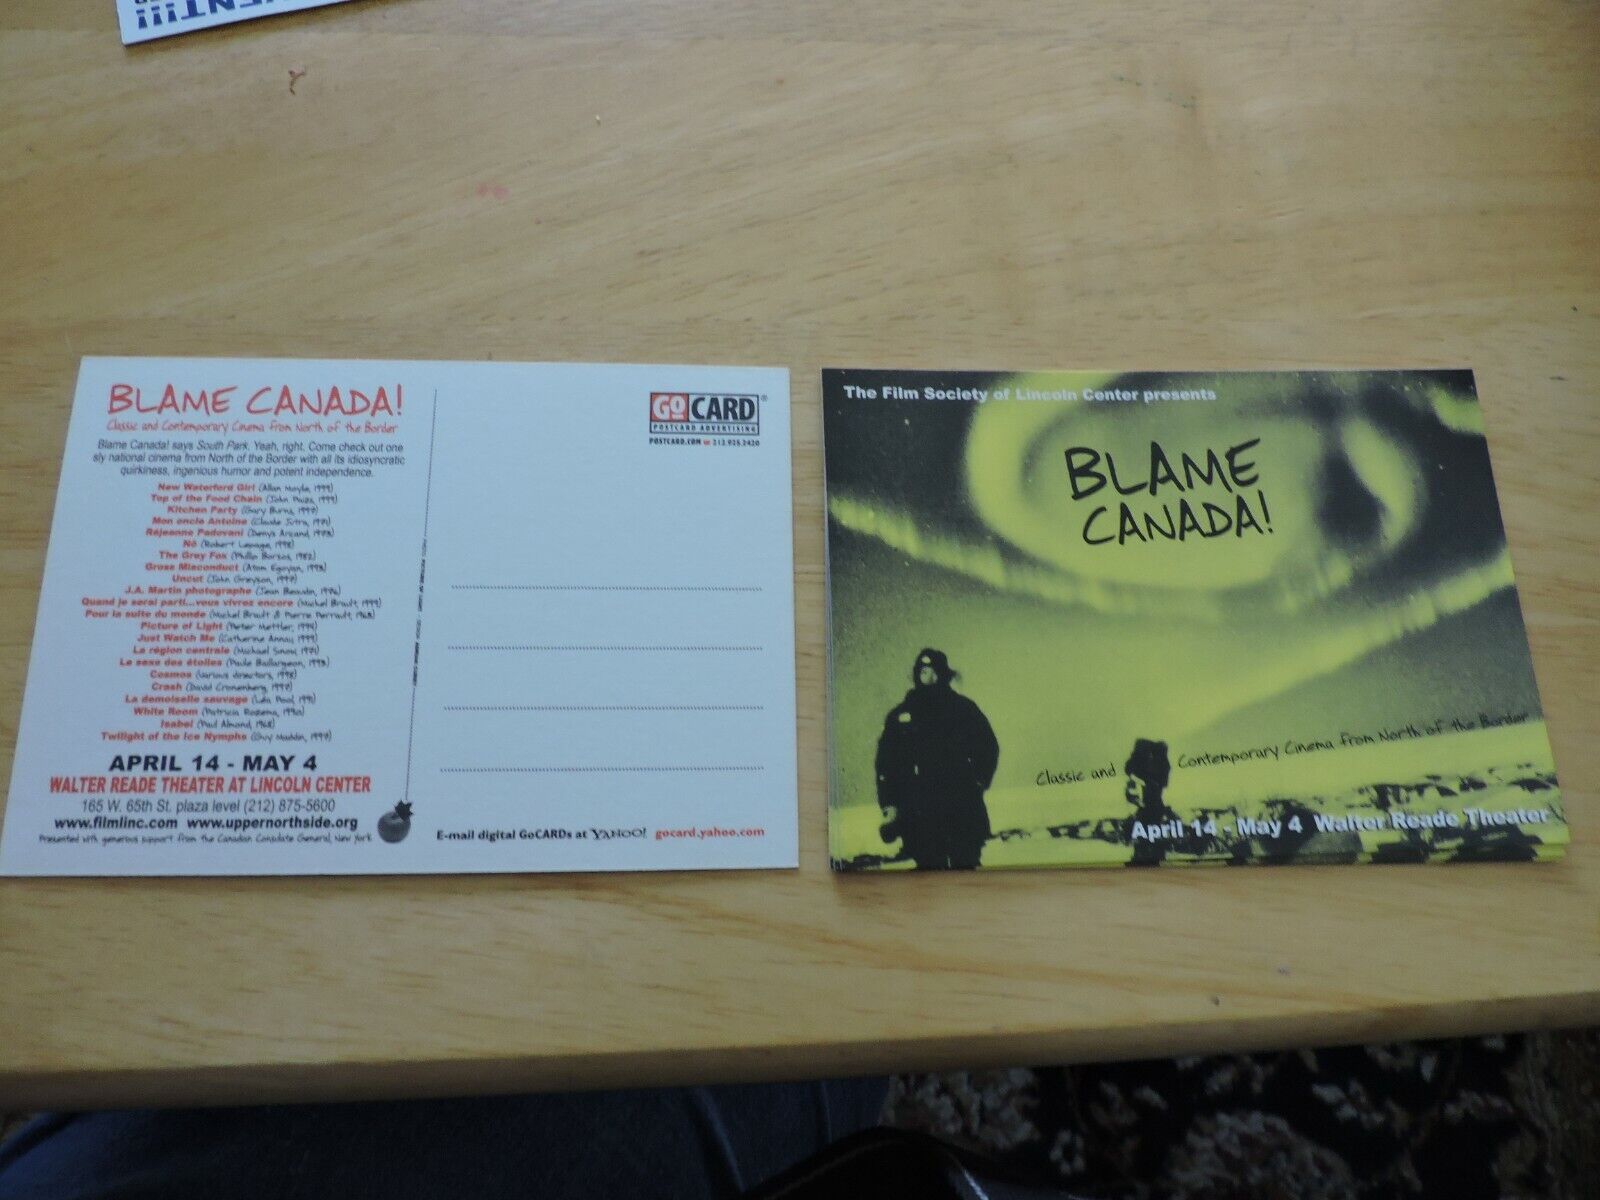 BLAME CANADA!
Classic and Contemporary Cinema from North of the Border
Blame Canada! says South Park. Yeah, right. Come check out one
sly national cinema from North of the Border with all its idiosyncratic
quirkiness, ingenious humor and potent independence.
New Waterford Girl (Allan Moyle, 1999)
Top of the Food Chain (John Paizs, 1999)
Kitchen Party (Gary Burns, 1997)
Mon oncle Antoine (Claude Jutra, 1971)
Réjeanne Padovani (Denys Arcand, 1973)
Nô (Robert Lepage, 1998)
The Grey Fox (Phillip Borsos, 1982)
Gross Misconduct (Atom Egoyan, 1993)
Uncut (John Greyson, 1997)
J.A. Martin photographe (Jean Beaudin, 1976)
Quand je serai parti...vous vivrez encore (Michel Brault, 1999)
Pour la suite du monde (Michel Brault & Pierre Perrault, 1963)
Picture of Light (Peter Mettler, 1994)
Just Watch Me (Catherine Annau, 1999)
La région centrale (Michael Snow, 1971)
Le sexe des étoiles (Paule Baillargeon, 1993)
Cosmos (various directors, 1998)
Crash (David Cronenberg, 1997)
La demoiselle sauvage (Léa Pool, 1991)
White Room (Patricia Rozema, 1990)
Isabel (Paul Almond, 1968)
Twilight of the Ice Nymphs (Guy Maddin, 1997)
APRIL 14 - MAY 4
WALTER READE THEATER AT LINCOLN CENTER
165 W. 65th St. plaza level (212) 875-5600
www.filmlinc.com www.uppernorthside.org
Presented with generous support from the Canadian Consulate General, New York
GO CARD ®
POSTCARD ADVERTISING
POSTCARD.COM 212.925.2420
E-mail digital GoCARDs at YAHOO! gocard.yahoo.com
The Film Society of Lincoln Center presents
BLAME
CANADA!
Classic and Contemporary Cinema from North of the Border
April 14 - May 4 Walter Reade Theater